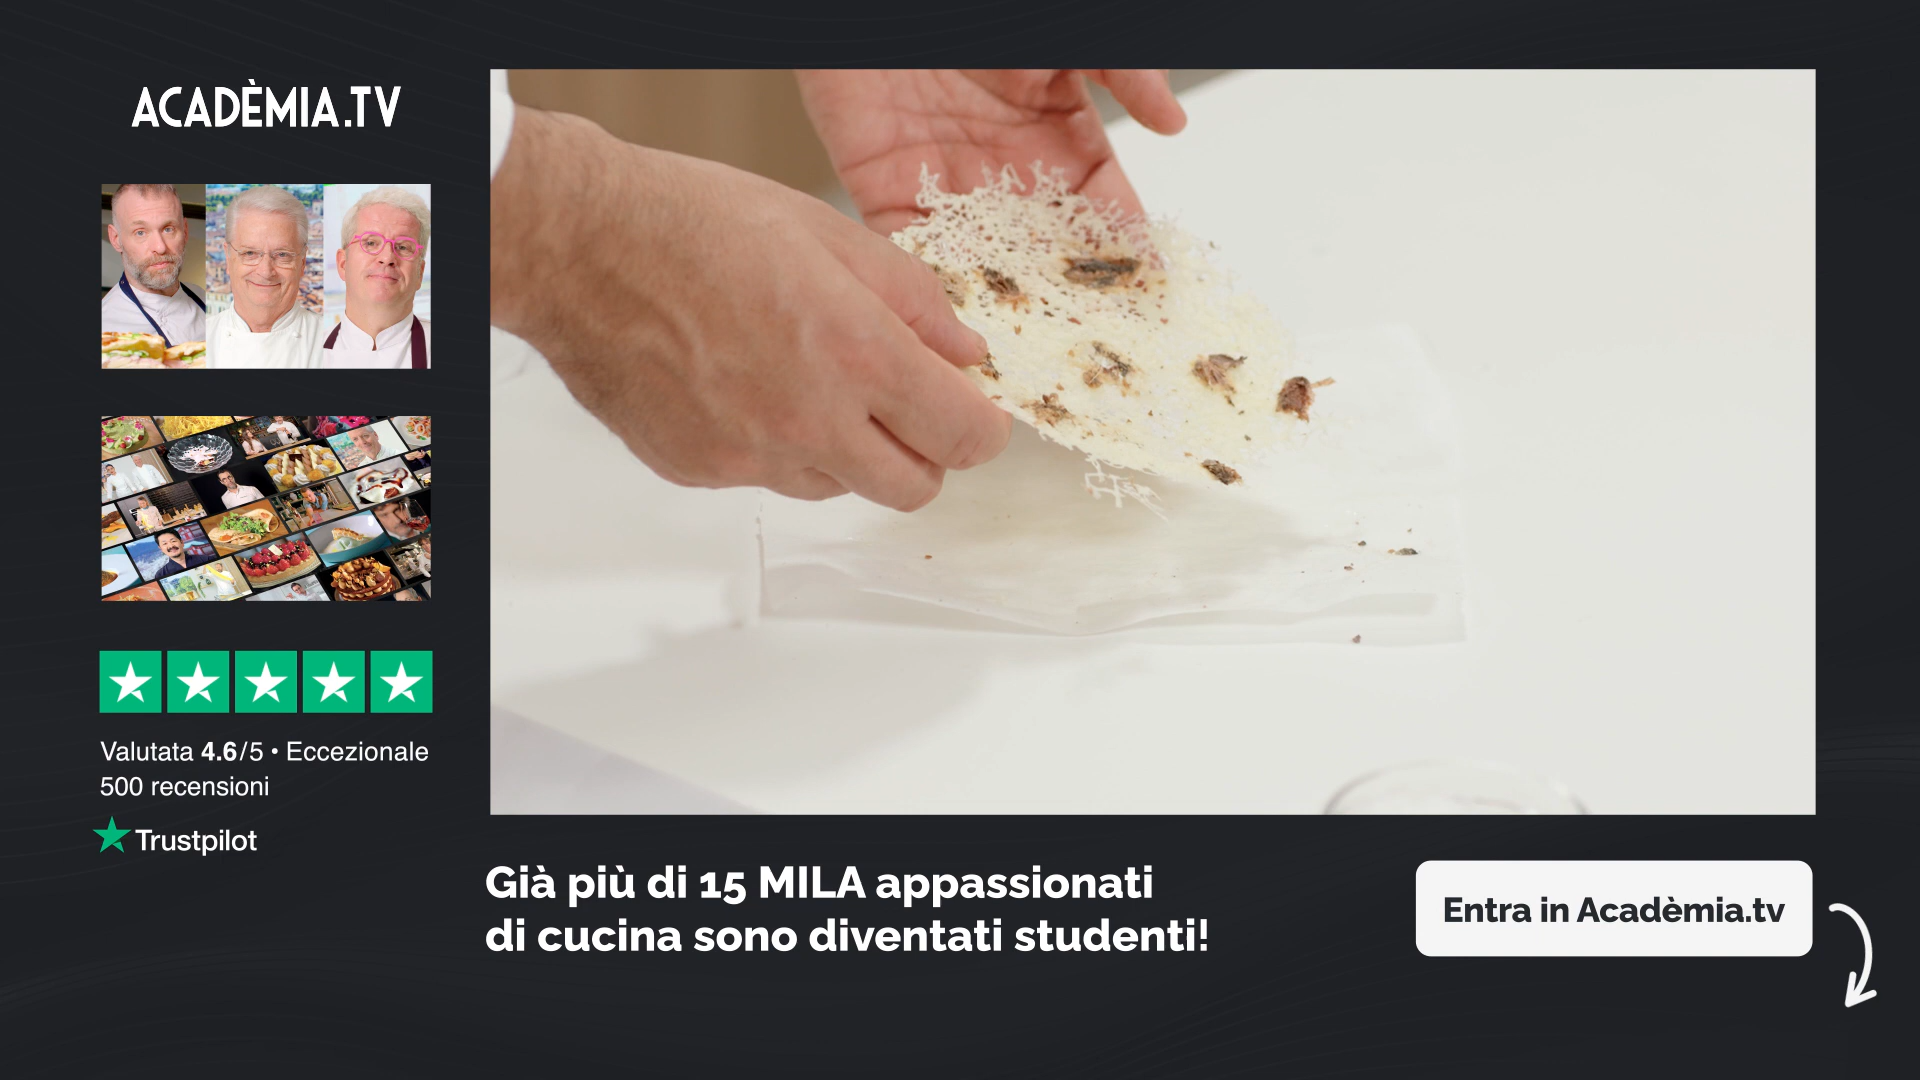 ACADÈMIA.TV
Valutata 4.6/5 • Eccezionale
500 recensioni
Trustpilot
Già più di 15 MILA appassionati
di cucina sono diventati studenti!
Entra in Acadèmia.tv